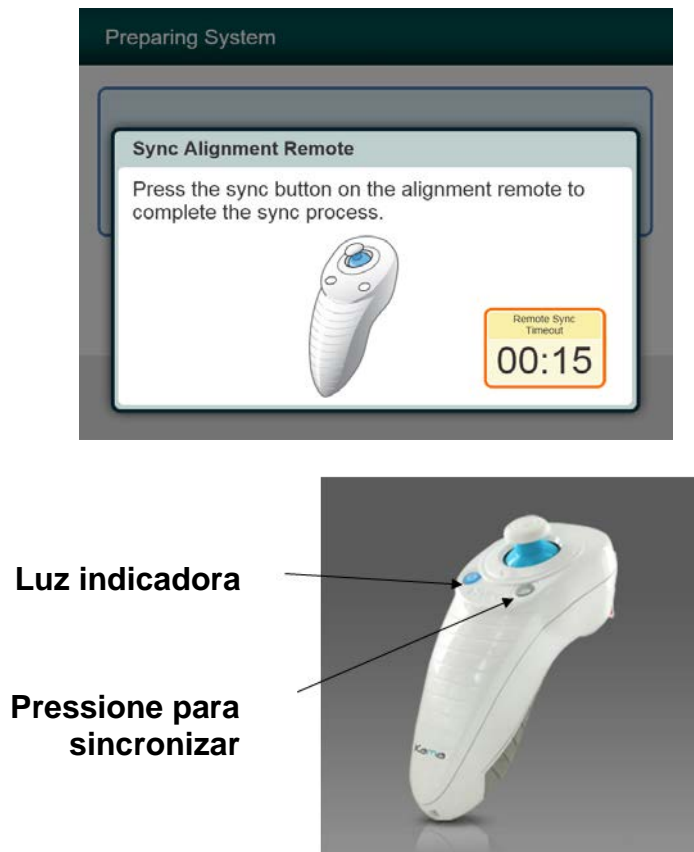 Preparing System
Sync Alignment Remote
Press the sync button on the alignment remote to
complete the sync process.
Remote Sync
Timeout
00:15
Luz indicadora
Pressione para
sincronizar
Kama